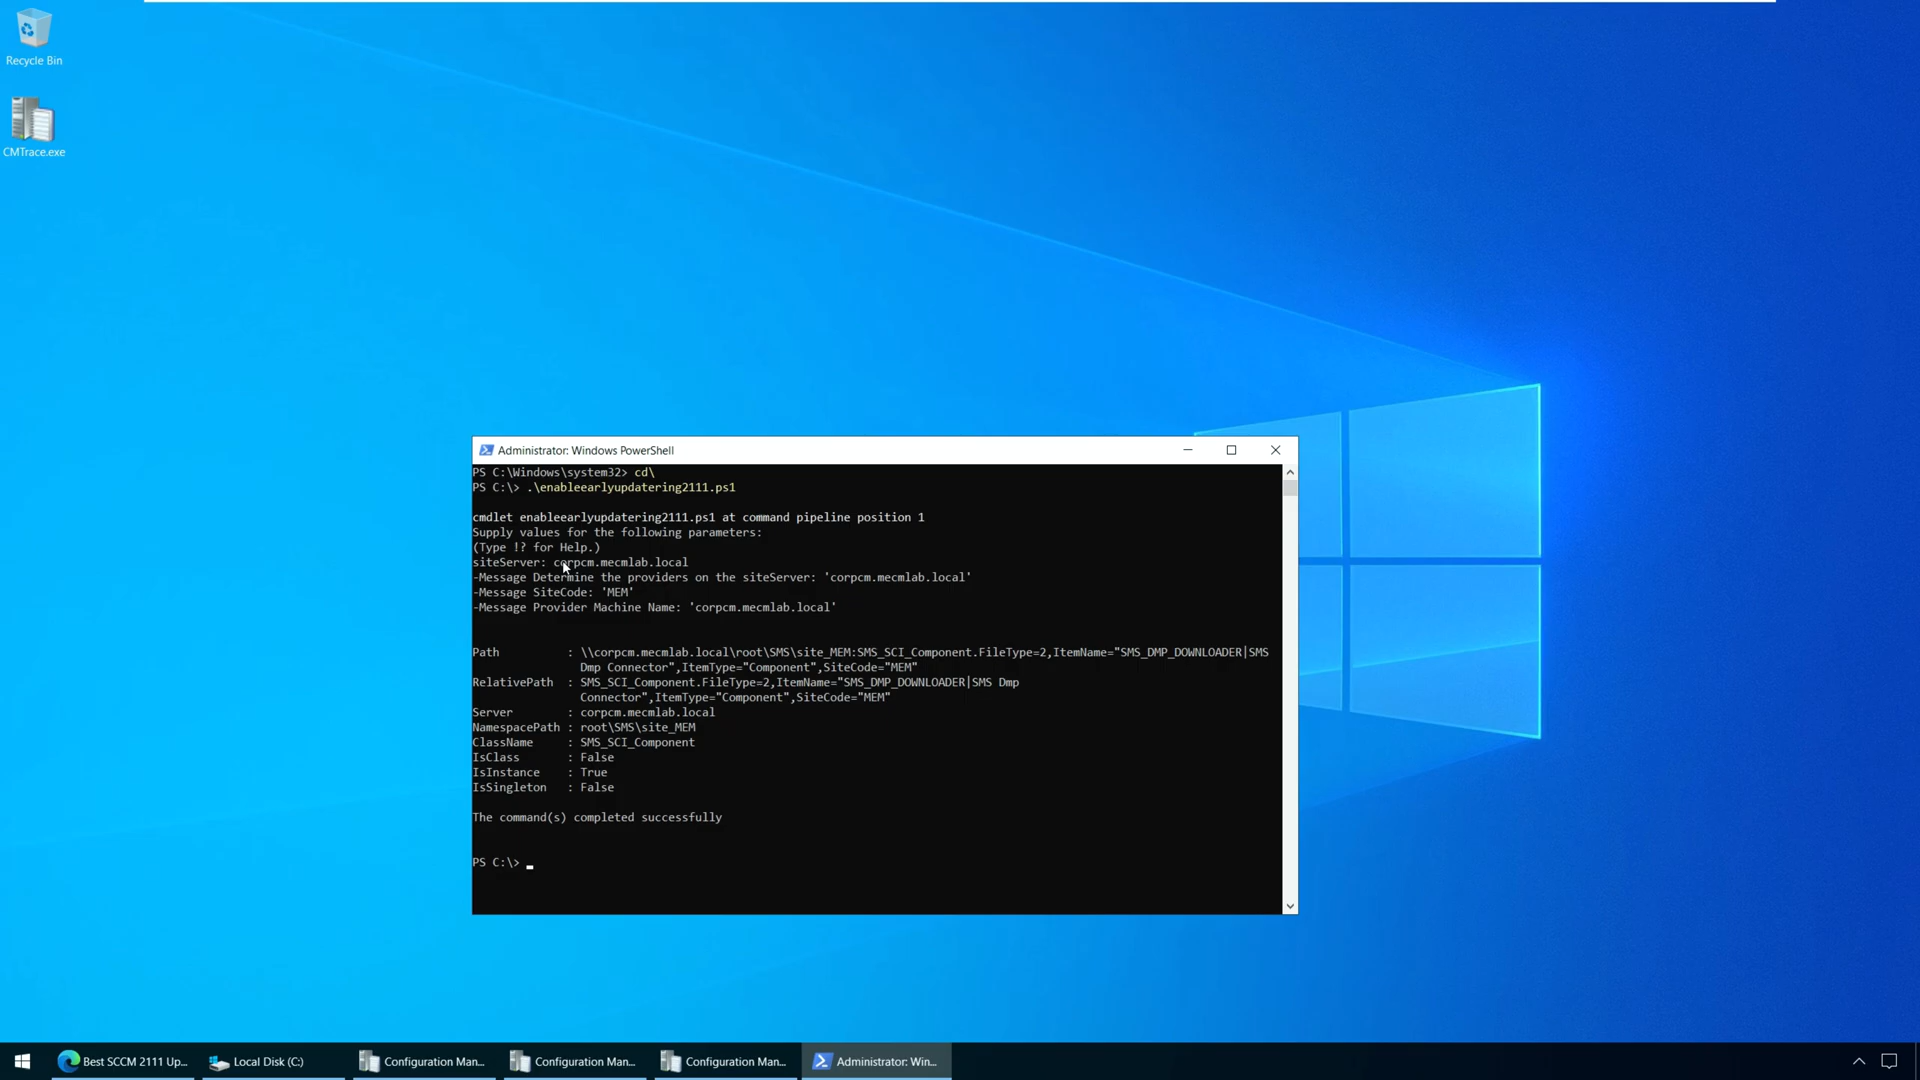 Recycle Bin
CMTrace.exe
Administrator: Windows PowerShell
PS C:\Windows\system32> cd\
PS C:\> .\enableearlyupdatering2111.ps1
cmdlet enableearlyupdatering2111.ps1 at command pipeline position 1
Supply values for the following parameters:
(Type !? for Help.)
siteServer: corpcm.mecmlab.local
-Message Determine the providers on the siteServer: 'corpcm.mecmlab.local'
-Message SiteCode: 'MEM'
-Message Provider Machine Name: 'corpcm.mecmlab.local'
Path : \\corpcm.mecmlab.local\root\SMS\site_MEM:SMS_SCI_Component.FileType=2,ItemName="SMS_DMP_DOWNLOADER|SMS
Dmp Connector",ItemType="Component",SiteCode="MEM"
RelativePath : SMS_SCI_Component.FileType=2,ItemName="SMS_DMP_DOWNLOADER|SMS Dmp
Connector",ItemType="Component",SiteCode="MEM"
Server : corpcm.mecmlab.local
NamespacePath : root\SMS\site_MEM
ClassName : SMS_SCI_Component
IsClass : False
IsInstance : True
IsSingleton : False
The command(s) completed successfully
PS C:\>
Best SCCM 2111 Up...
Local Disk (C:)
Configuration Man...
Configuration Man...
Configuration Man...
Administrator: Win...